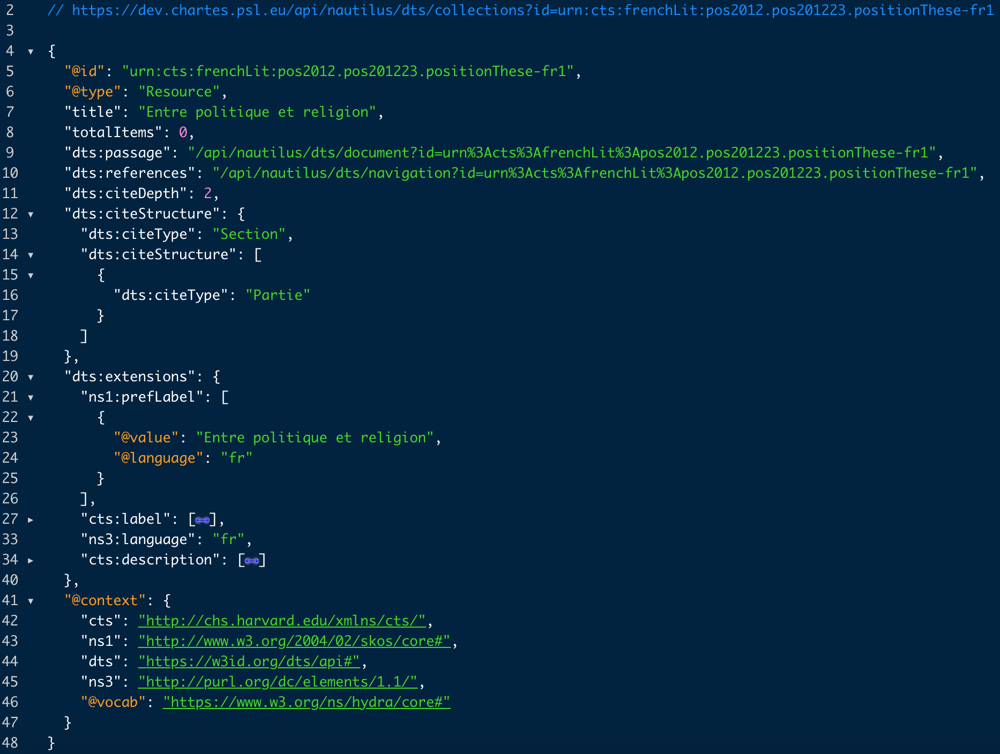 2 // https://dev.chartes.psl.eu/api/nautilus/dts/collections?id=urn:cts:frenchLit:pos2012.pos201223.positionThese-fr1
3
4 ▾ {
5 "@id": "urn:cts:frenchLit:pos2012.pos201223.positionThese-fr1",
6 "@type": "Resource",
7 "title": "Entre politique et religion",
8 "totalItems": 0,
9 "dts:passage": "/api/nautilus/dts/document?id=urn%3Acts%3AfrenchLit%3Apos2012.pos201223.positionThese-fr1",
10 "dts:references": "/api/nautilus/dts/navigation?id=urn%3Acts%3AfrenchLit%3Apos2012.pos201223.positionThese-fr1",
11 "dts:citeDepth": 2,
12 ▾ "dts:citeStructure": {
13 "dts:citeType": "Section",
14 ▾ "dts:citeStructure": [
15 ▾ {
16 "dts:citeType": "Partie"
17 }
18 ]
19 },
20 ▾ "dts:extensions": {
21 ▾ "ns1:prefLabel": [
22 ▾ {
23 "@value": "Entre politique et religion",
24 "@language": "fr"
25 }
26 ],
27 ▸ "cts:label": [↔],
33 "ns3:language": "fr",
34 ▸ "cts:description": [↔]
40 },
41 ▾ "@context": {
42 "cts": "http://chs.harvard.edu/xmlns/cts/",
43 "ns1": "http://www.w3.org/2004/02/skos/core#",
44 "dts": "https://w3id.org/dts/api#",
45 "ns3": "http://purl.org/dc/elements/1.1/",
46 "@vocab": "https://www.w3.org/ns/hydra/core#"
47 }
48 }